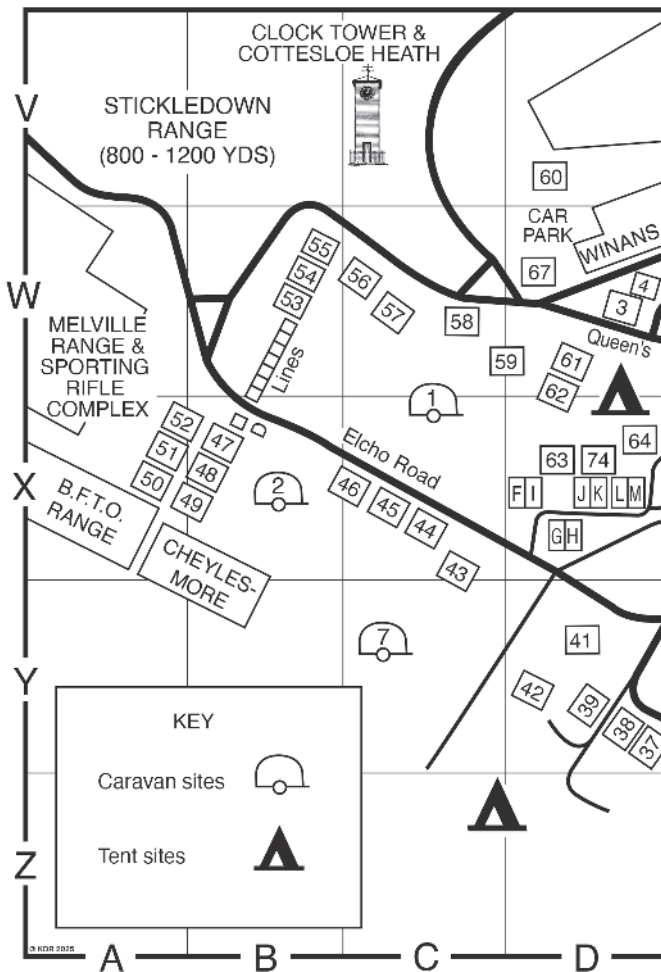 CLOCK TOWER &
COTTESLOE HEATH
V
STICKLEDOWN
RANGE
(800 - 1200 YDS)
60
CAR
PARK
WINANS
55
54
53
56
57
67
4
3
W
58
Queen's
MELVILLE
RANGE &
SPORTING
RIFLE
COMPLEX
Lines
D
59
61
62
1
52
51
50
47
48
49
Elcho Road
64
63
74
X
B.F.T.O.
RANGE
2
46
45
44
43
F I
J K
L M
G H
CHEYLES-
MORE
7
41
Y
42
39
38
37
KEY
Caravan sites
Tent sites
Z
© KDR 2025
A
B
C
D